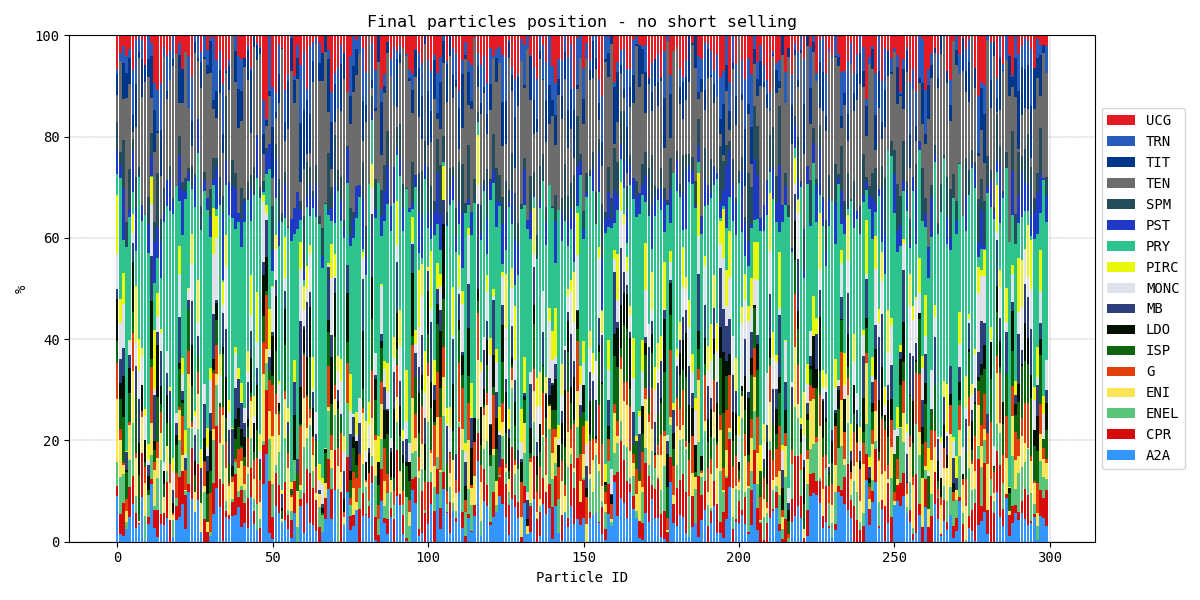 Final particles position - no short selling
100
80
60
40
20
0
%
0 50 100 150 200 250 300
Particle ID
UCG
TRN
TIT
TEN
SPM
PST
PRY
PIRC
MONC
MB
LDO
ISP
G
ENI
ENEL
CPR
A2A